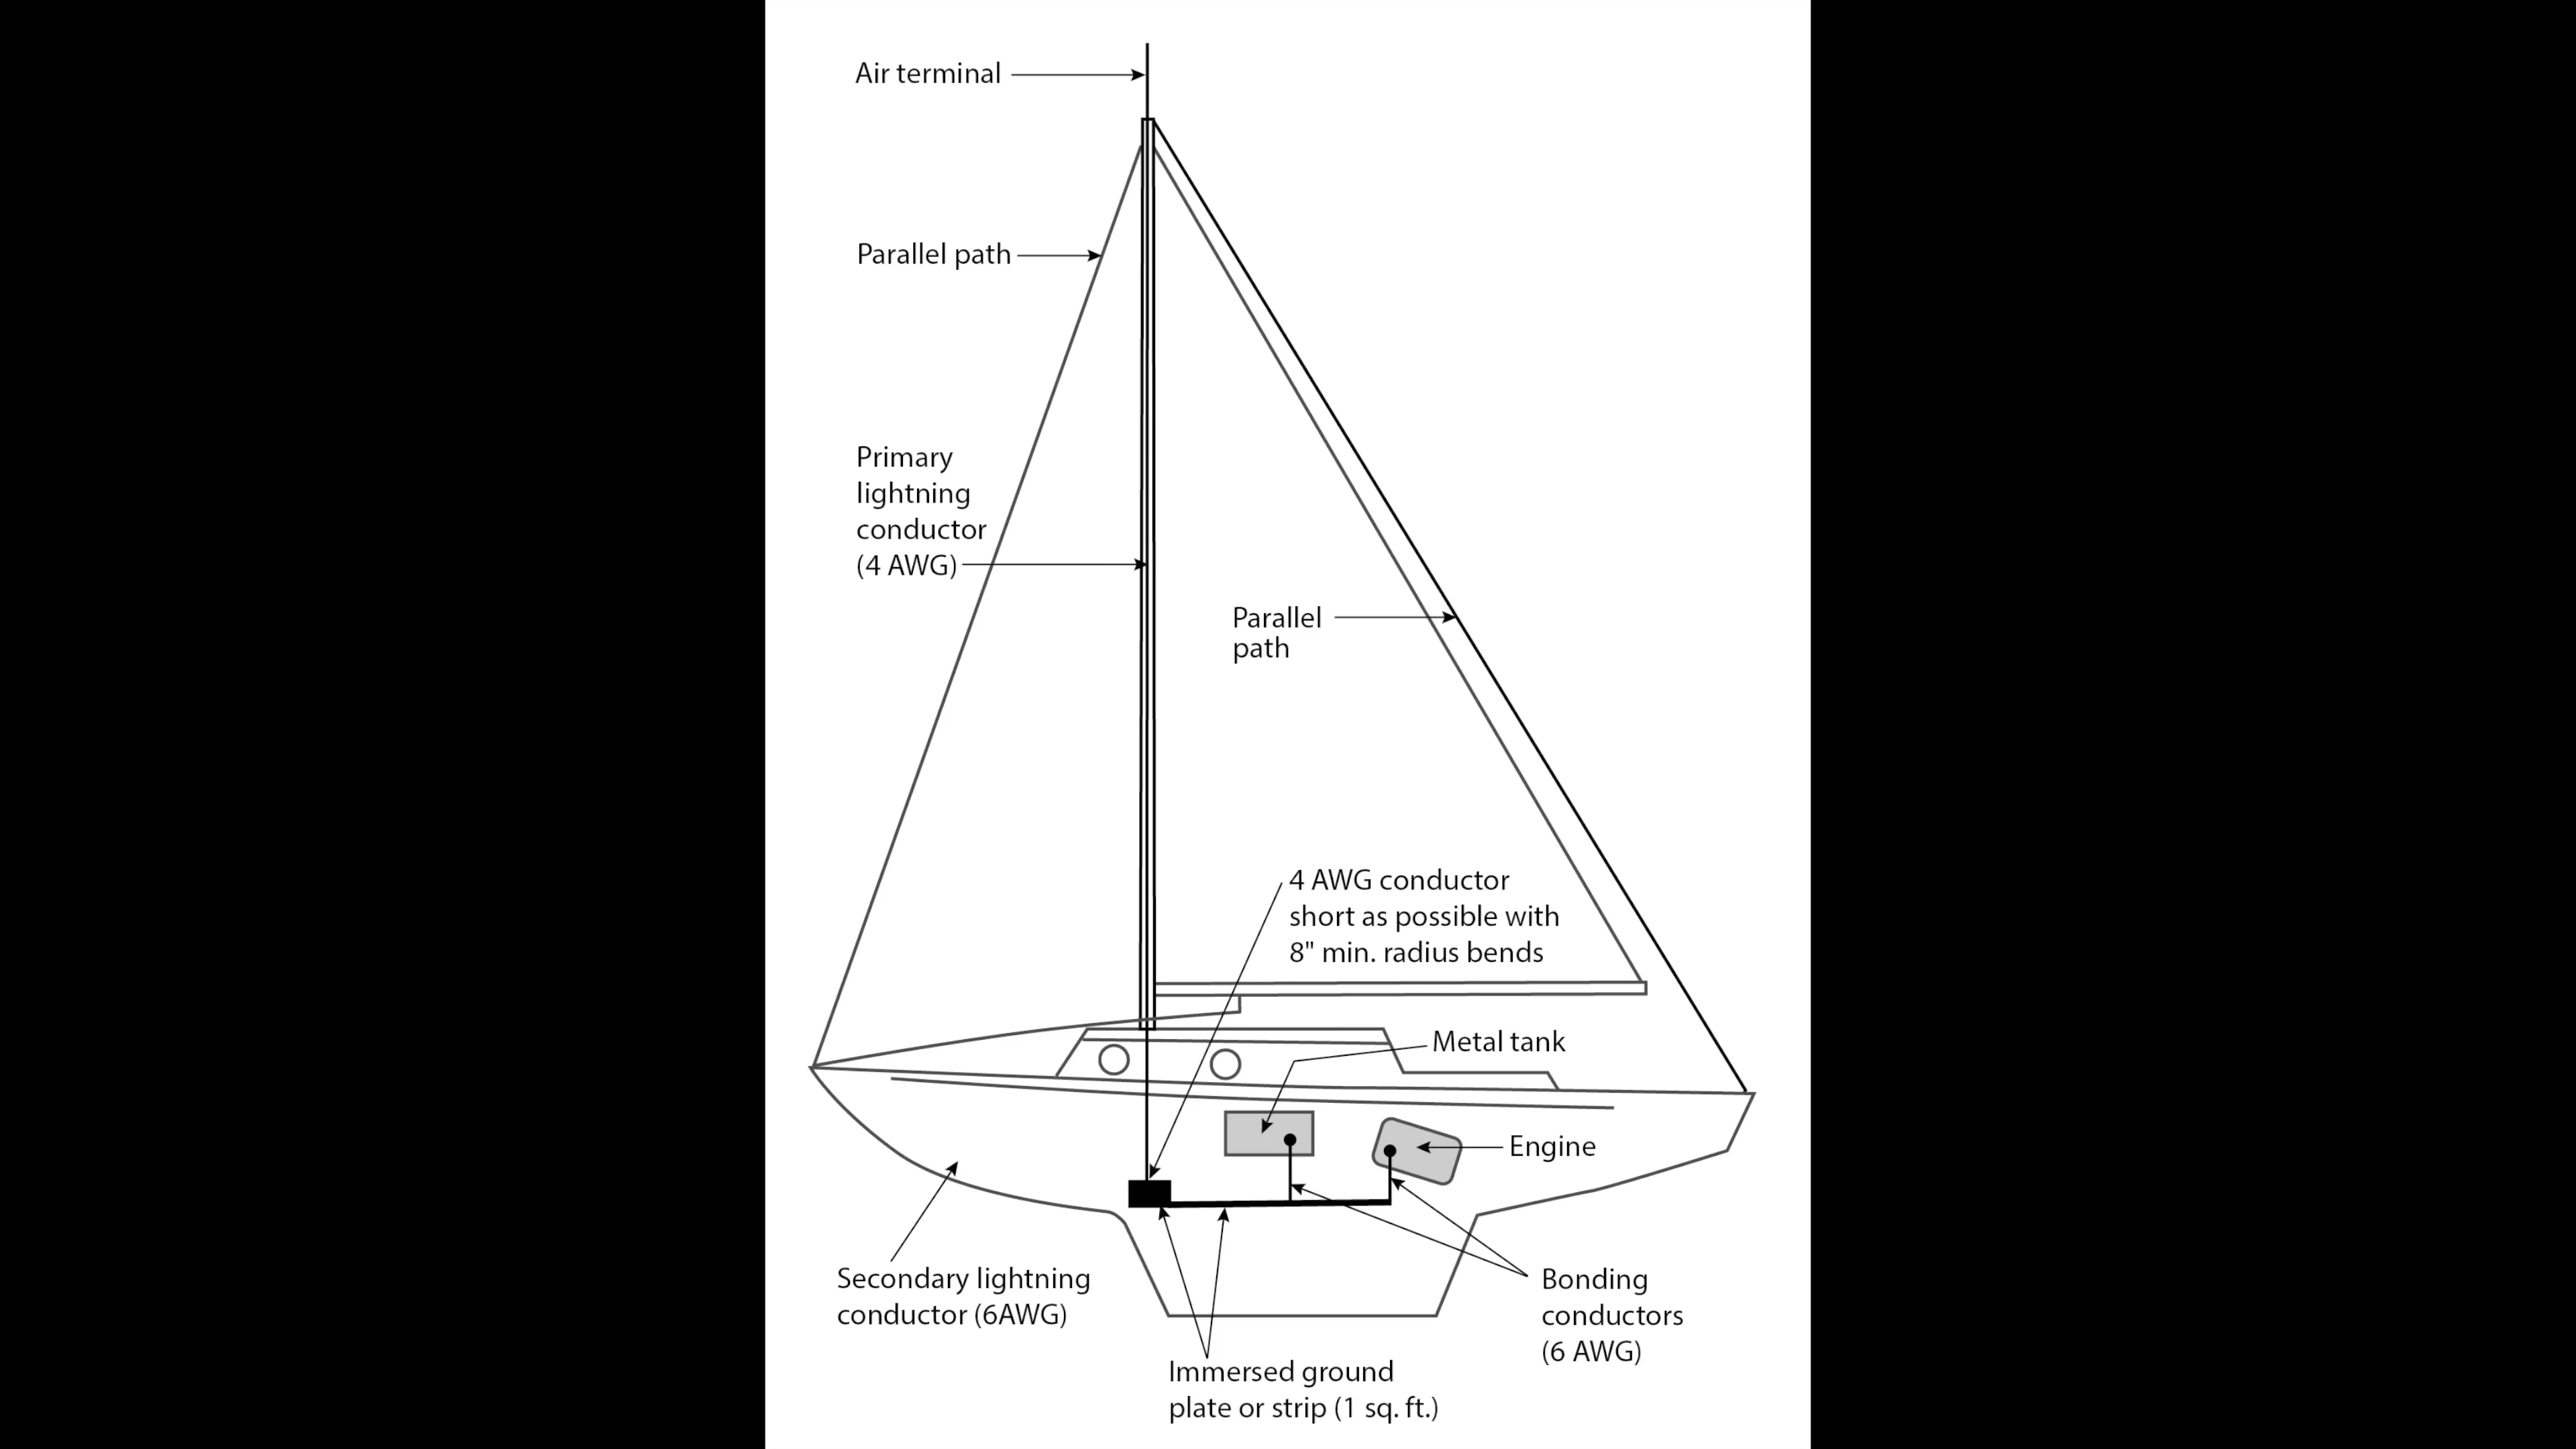 Air terminal
Parallel path
Primary
lightning
conductor
(4 AWG)
Parallel
path
4 AWG conductor
short as possible with
8" min. radius bends
Metal tank
Engine
Secondary lightning
conductor (6AWG)
Bonding
conductors
(6 AWG)
Immersed ground
plate or strip (1 sq. ft.)